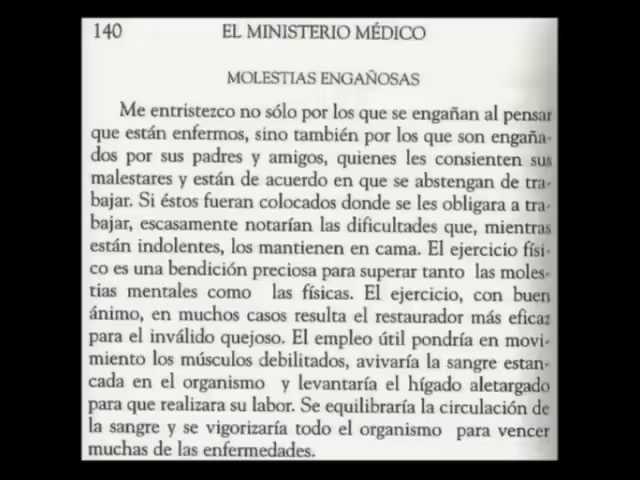 140 EL MINISTERIO MÉDICO
MOLESTIAS ENGAÑOSAS
Me entristezco no sólo por los que se engañan al pensar
que están enfermos, sino también por los que son engaña-
dos por sus padres y amigos, quienes les consienten sus
malestares y están de acuerdo en que se abstengan de tra-
bajar. Si éstos fueran colocados donde se les obligara a tra-
bajar, escasamente notarían las dificultades que, mientras
están indolentes, los mantienen en cama. El ejercicio físi-
co es una bendición preciosa para superar tanto las moles-
tias mentales como las físicas. El ejercicio, con buen
ánimo, en muchos casos resulta el restaurador más eficaz
para el inválido quejoso. El empleo útil pondría en movi-
miento los músculos debilitados, avivaría la sangre estan-
cada en el organismo y levantaría el hígado aletargado
para que realizara su labor. Se equilibraría la circulación de
la sangre y se vigorizaría todo el organismo para vencer
muchas de las enfermedades.